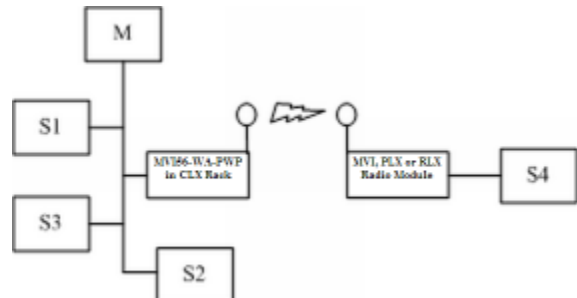 M
S1
MVI56-WA-PWP
in CLX Rack
MVI, PLX or RLX
Radio Module
S4
S3
S2